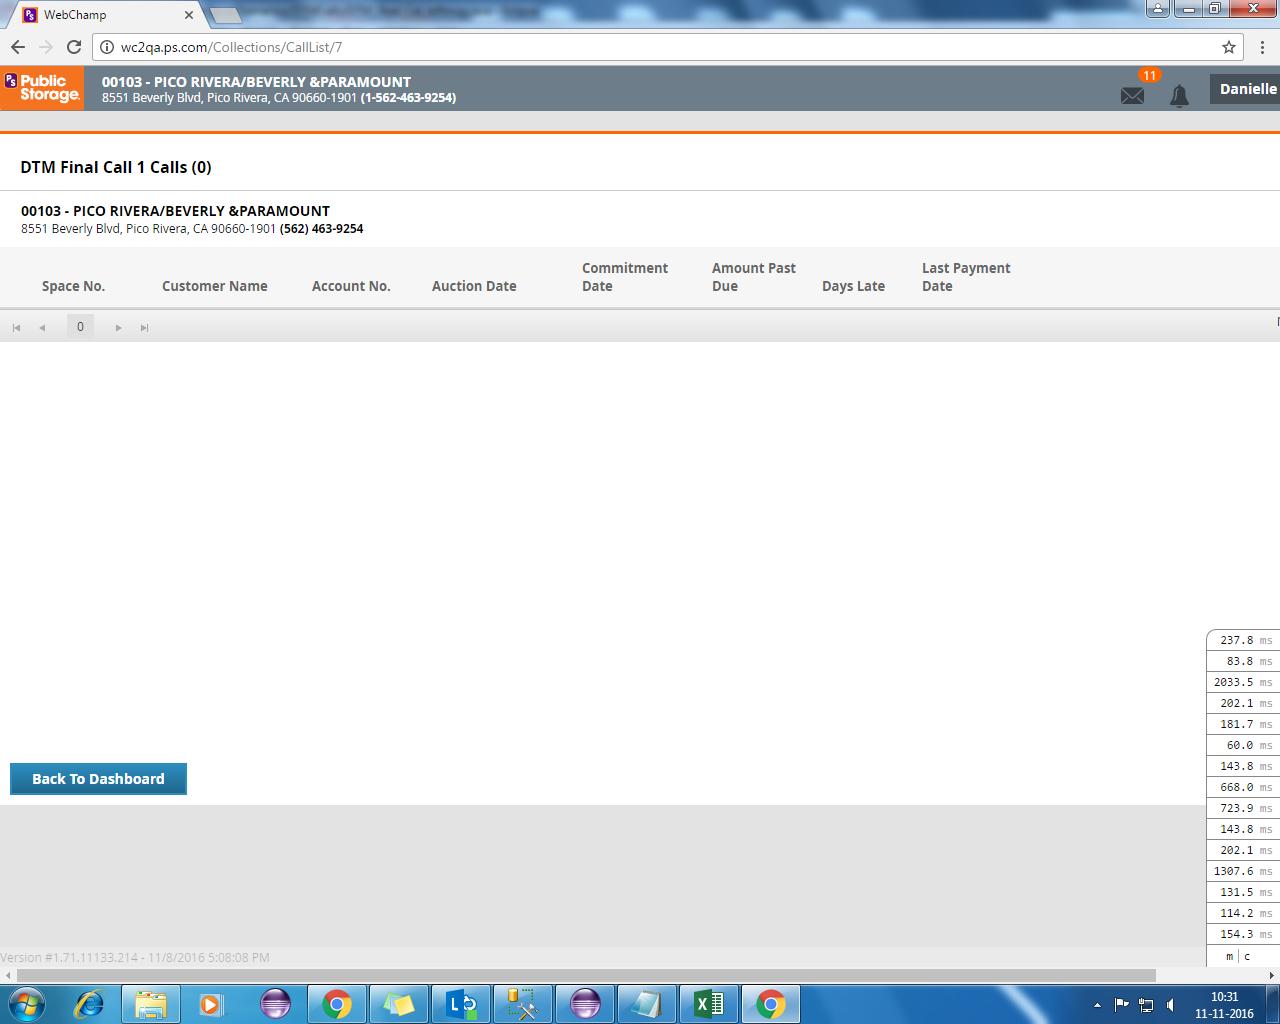 WebChamp
wc2qa.ps.com/Collections/CallList/7
PS Public Storage.
00103 - PICO RIVERA/BEVERLY &PARAMOUNT
8551 Beverly Blvd, Pico Rivera, CA 90660-1901 (1-562-463-9254)
11
Danielle
DTM Final Call 1 Calls (0)
00103 - PICO RIVERA/BEVERLY &PARAMOUNT
8551 Beverly Blvd, Pico Rivera, CA 90660-1901 (562) 463-9254
Space No. Customer Name Account No. Auction Date Commitment Date Amount Past Due Days Late Last Payment Date
0
237.8 ms
83.8 ms
2033.5 ms
202.1 ms
181.7 ms
60.0 ms
143.8 ms
668.0 ms
723.9 ms
143.8 ms
202.1 ms
1307.6 ms
131.5 ms
114.2 ms
154.3 ms
m | c
Back To Dashboard
Version #1.71.11133.214 - 11/8/2016 5:08:08 PM
10:31
11-11-2016